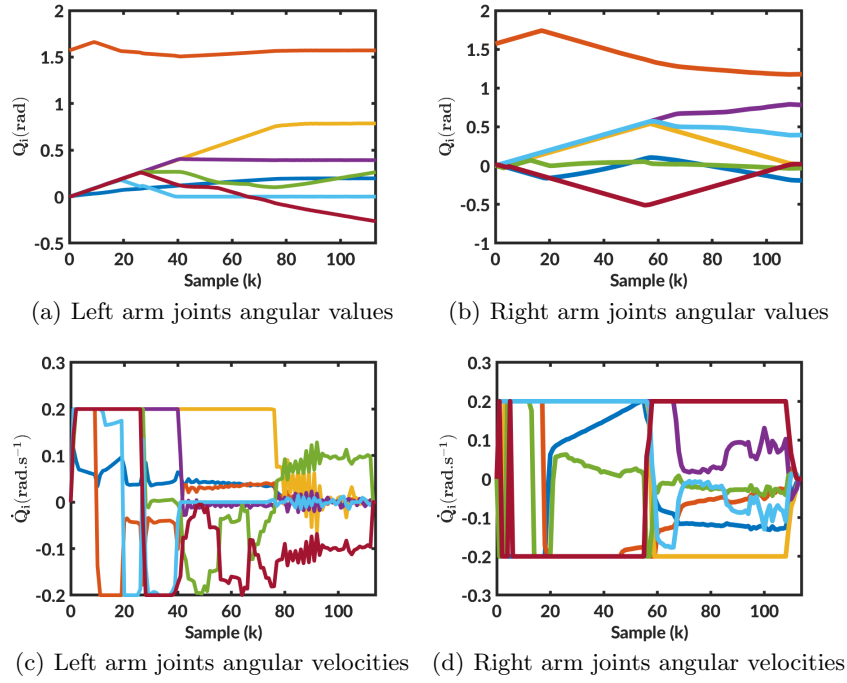 2
1.5
1
0.5
0
-0.5
Qi(rad)
0 20 40 60 80 100
Sample (k)
(a) Left arm joints angular values
2
1.5
1
0.5
0
-0.5
-1
Qi(rad)
0 20 40 60 80 100
Sample (k)
(b) Right arm joints angular values
0.3
0.2
0.1
0
-0.1
-0.2
Q̇i(rad.s⁻¹)
0 20 40 60 80 100
Sample (k)
(c) Left arm joints angular velocities
0.3
0.2
0.1
0
-0.1
-0.2
-0.3
Q̇i(rad.s⁻¹)
0 20 40 60 80 100
Sample (k)
(d) Right arm joints angular velocities